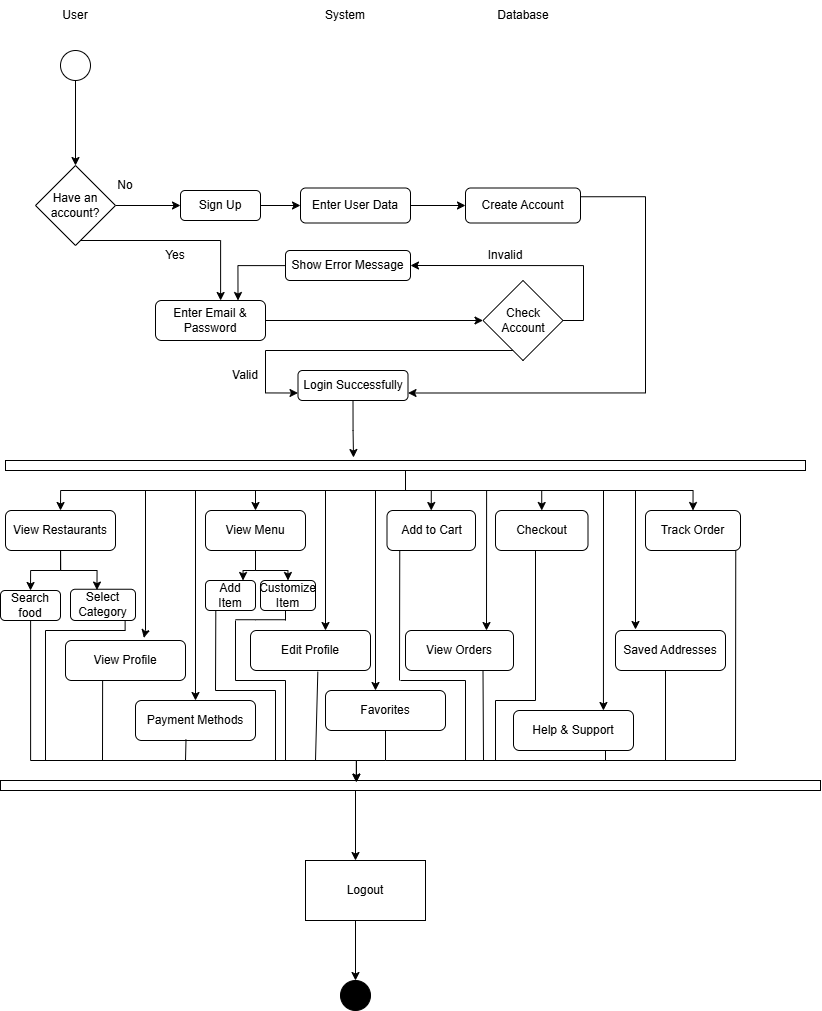 User
System
Database
Have an
account?
No
Sign Up
Enter User Data
Create Account
Yes
Show Error Message
Invalid
Enter Email &
Password
Check
Account
Valid
Login Successfully
View Restaurants
View Menu
Add to Cart
Checkout
Track Order
Search
food
Select
Category
Add
Item
Customize
Item
View Profile
Edit Profile
View Orders
Saved Addresses
Payment Methods
Favorites
Help & Support
Logout